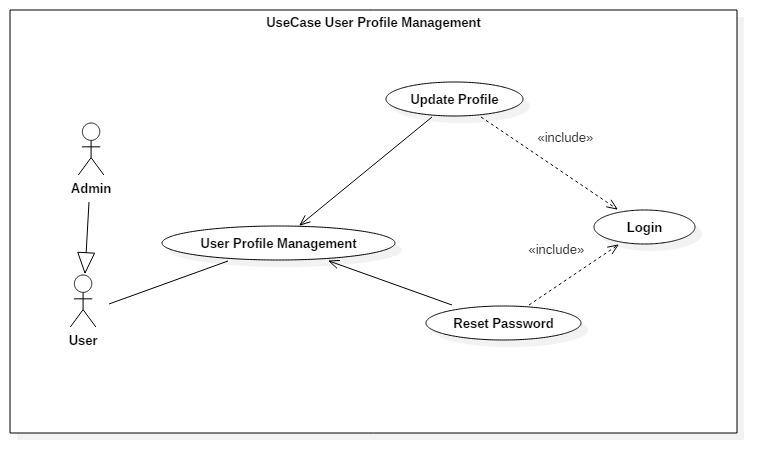 UseCase User Profile Management
Update Profile
«include»
Admin
User Profile Management
Login
«include»
User
Reset Password